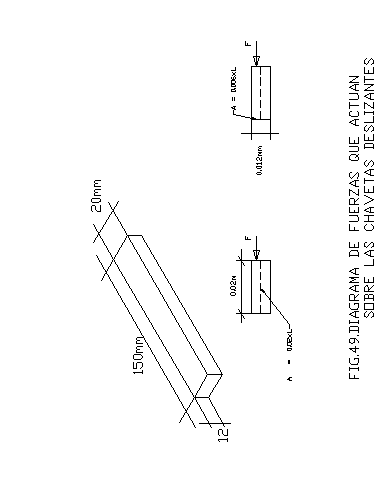 20mm
150mm
12
F
A = 0.006xL
0.012mm
F
0.02m
A = 0.02xL
FIG.49.DIAGRAMA DE FUERZAS QUE ACTUAN
SOBRE LAS CHAVETAS DESLIZANTES